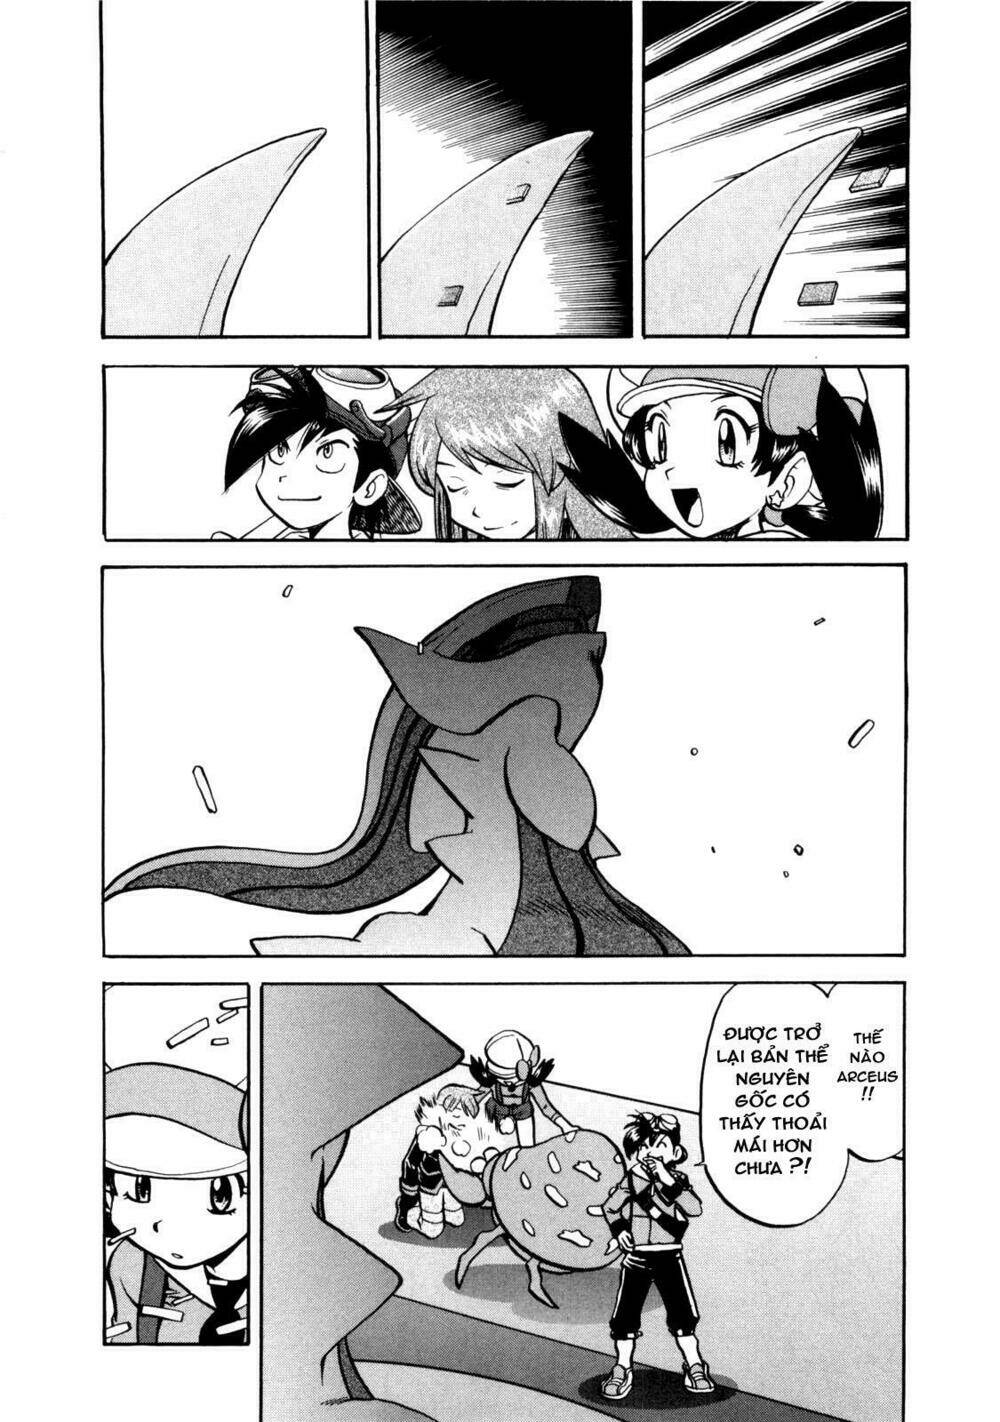 THẾ
NÀO
ARCEUS
!!
ĐƯỢC TRỞ
LẠI BẢN THỂ
NGUYÊN
GỐC CÓ
THẤY THOẢI
MÁI HƠN
CHƯA ?!